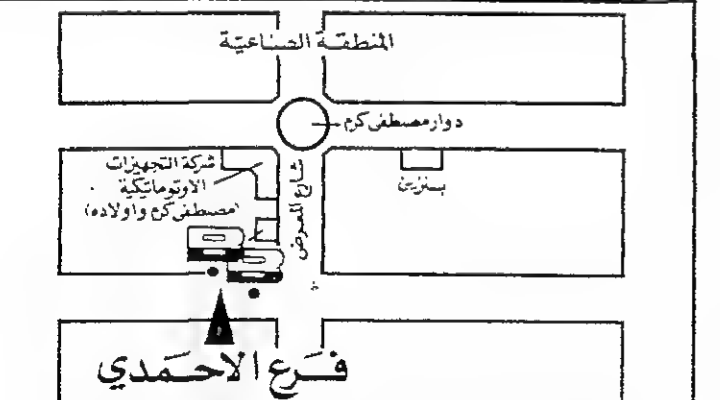 المنطقة الصناعية
دوار مصطفى كرم
شركة التجهيزات
الاوتوماتيكية
(مصطفى كرم واولاده)
شارع المعرض
بنزين
فرع الاحمدي